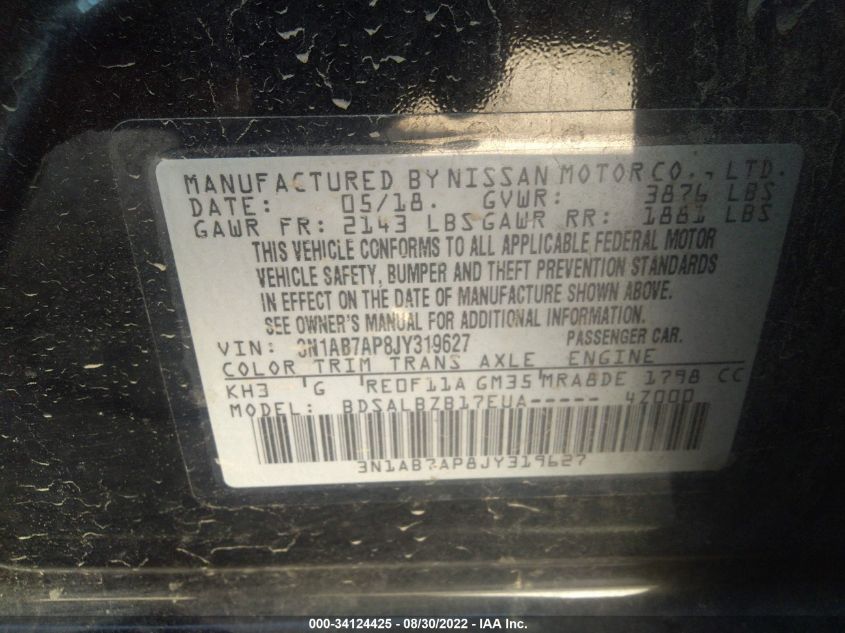 MANUFACTURED BY NISSAN MOTOR CO., LTD.
DATE: 05/18. GVWR: 3876 LBS
GAWR FR: 2143 LBS GAWR RR: 1881 LBS
THIS VEHICLE CONFORMS TO ALL APPLICABLE FEDERAL MOTOR
VEHICLE SAFETY, BUMPER AND THEFT PREVENTION STANDARDS
IN EFFECT ON THE DATE OF MANUFACTURE SHOWN ABOVE.
SEE OWNER'S MANUAL FOR ADDITIONAL INFORMATION.
VIN: 3N1AB7AP8JY319627 PASSENGER CAR.
COLOR TRIM TRANS AXLE ENGINE
KH3 G RE0F11A GM35 MRA8DE 1798 CC
MODEL: BDSALBZB17EUA----- 4Z000
3N1AB7AP8JY319627
000-34124425 - 08/30/2022 - IAA Inc.